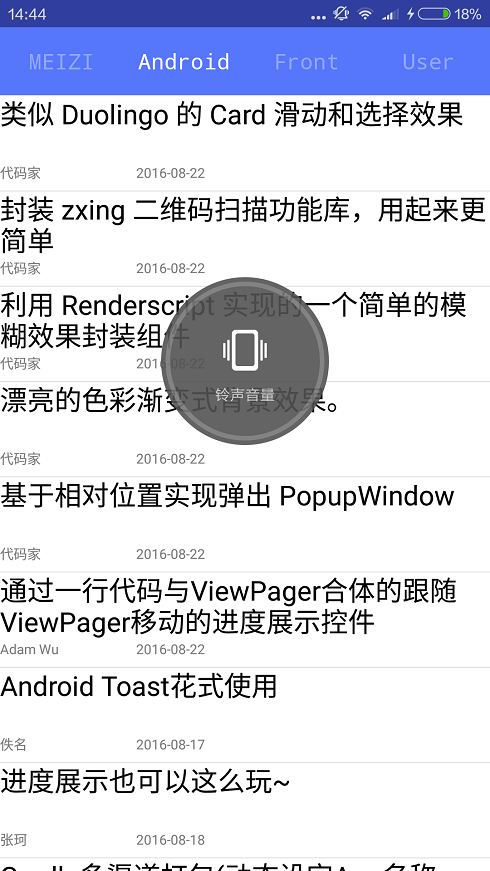 14:44 18%
MEIZI Android Front User
类似 Duolingo 的 Card 滑动和选择效果
代码家 2016-08-22
封装 zxing 二维码扫描功能库，用起来更
简单
代码家 2016-08-22
利用 Renderscript 实现的一个简单的模
糊效果封装组件
代码家 2016-08-22
漂亮的色彩渐变式背景效果。
铃声音量
代码家 2016-08-22
基于相对位置实现弹出 PopupWindow
代码家 2016-08-22
通过一行代码与ViewPager合体的跟随
ViewPager移动的进度展示控件
Adam Wu 2016-08-22
Android Toast花式使用
佚名 2016-08-17
进度展示也可以这么玩~
张珂 2016-08-18